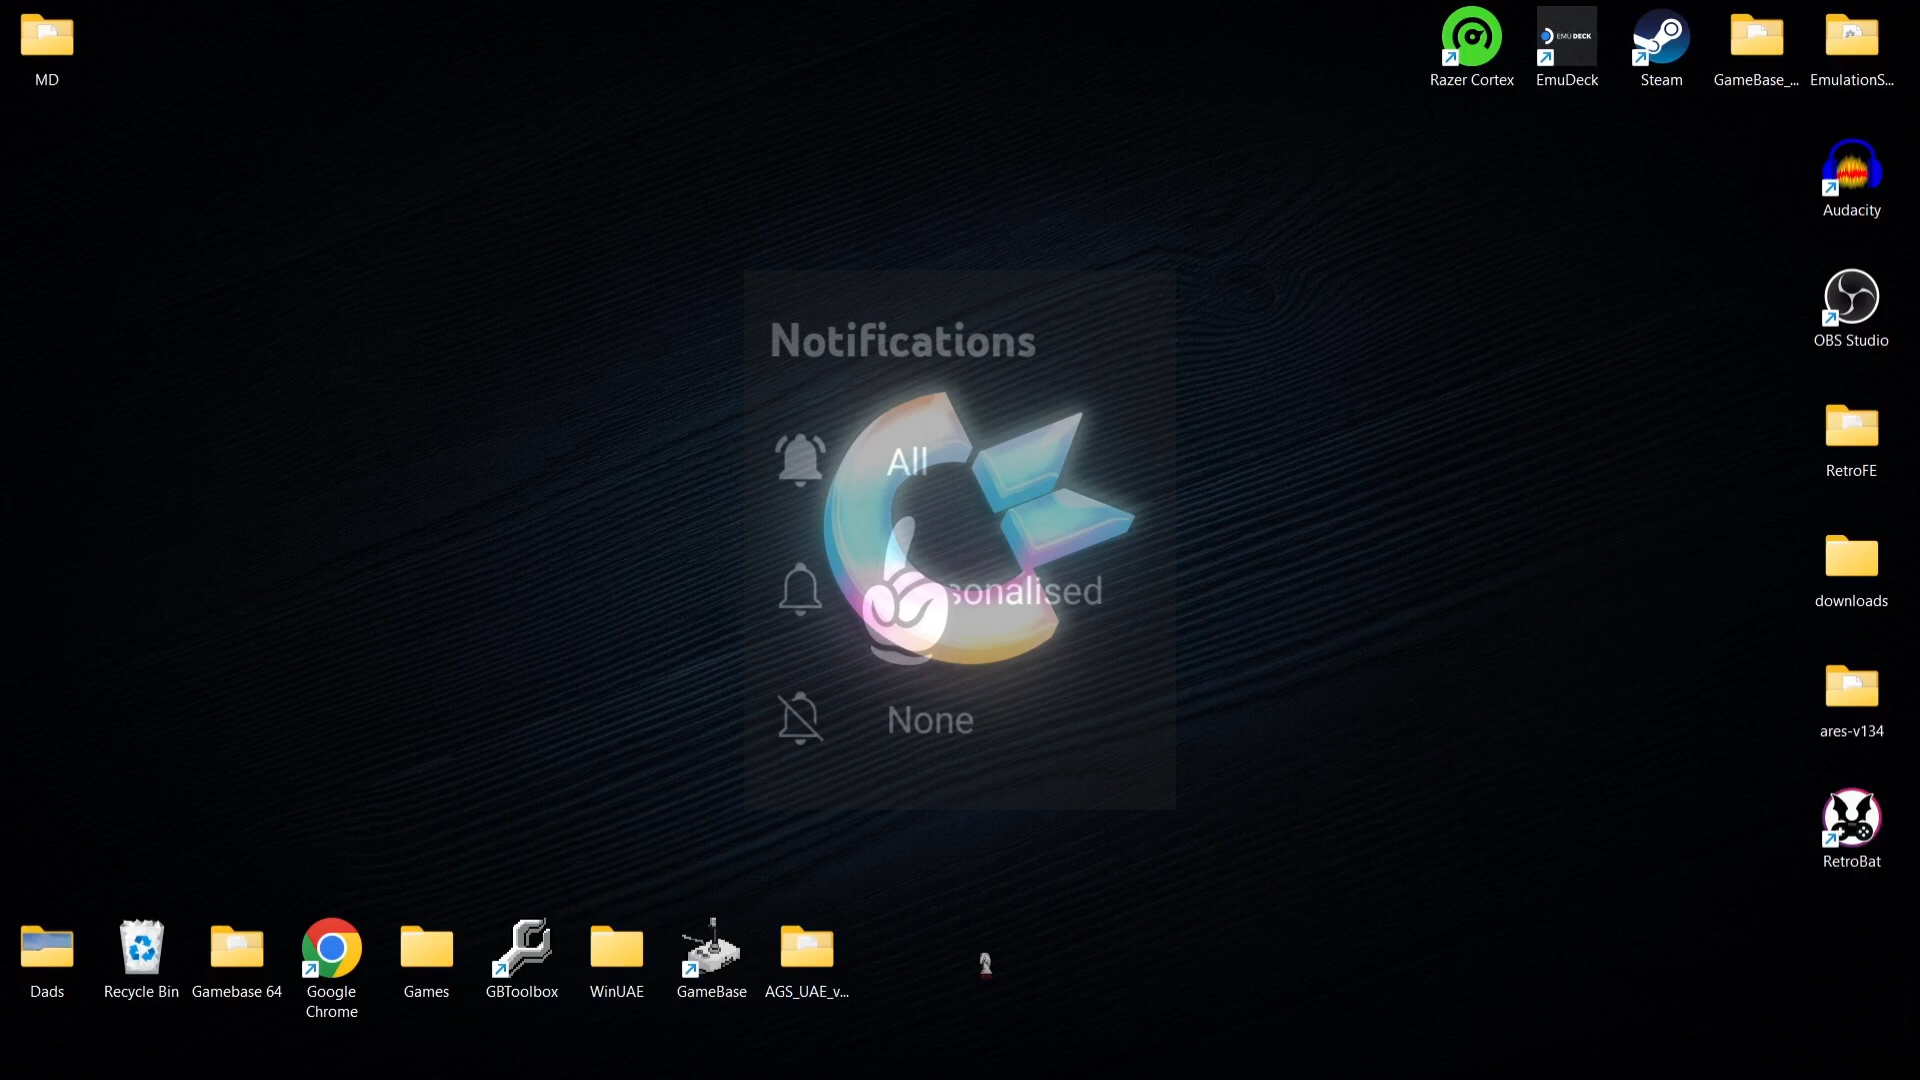 MD
Razer Cortex
EMUDECK
EmuDeck
Steam
GameBase_...
EmulationS...
Audacity
Notifications
OBS Studio
All
RetroFE
sonalised
downloads
None
ares-v134
RetroBat
Dads
Recycle Bin
Gamebase 64
Google
Chrome
Games
GBToolbox
WinUAE
GameBase
AGS_UAE_v...